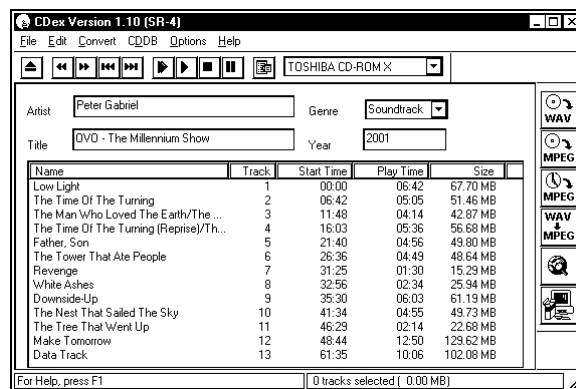 CDex Version 1.10 (SR-4)
File Edit Convert CDDB Options Help
TOSHIBA CD-ROM X
Artist Peter Gabriel Genre Soundtrack
Title OVO - The Millennium Show Year 2001
Name Track Start Time Play Time Size
Low Light 1 00:00 06:42 67.70 MB
The Time Of The Turning 2 06:42 05:05 51.46 MB
The Man Who Loved The Earth/The ... 3 11:48 04:14 42.87 MB
The Time Of The Turning (Reprise)/Th... 4 16:03 05:36 56.68 MB
Father, Son 5 21:40 04:56 49.80 MB
The Tower That Ate People 6 26:36 04:49 48.64 MB
Revenge 7 31:25 01:30 15.29 MB
White Ashes 8 32:56 02:34 25.94 MB
Downside-Up 9 35:30 06:03 61.19 MB
The Nest That Sailed The Sky 10 41:34 04:55 49.73 MB
The Tree That Went Up 11 46:29 02:14 22.68 MB
Make Tomorrow 12 48:44 12:50 129.62 MB
Data Track 13 61:35 10:06 102.08 MB
WAV
MPEG
MPEG
WAV
MPEG
For Help, press F1 0 tracks selected ( 0.00 MB)